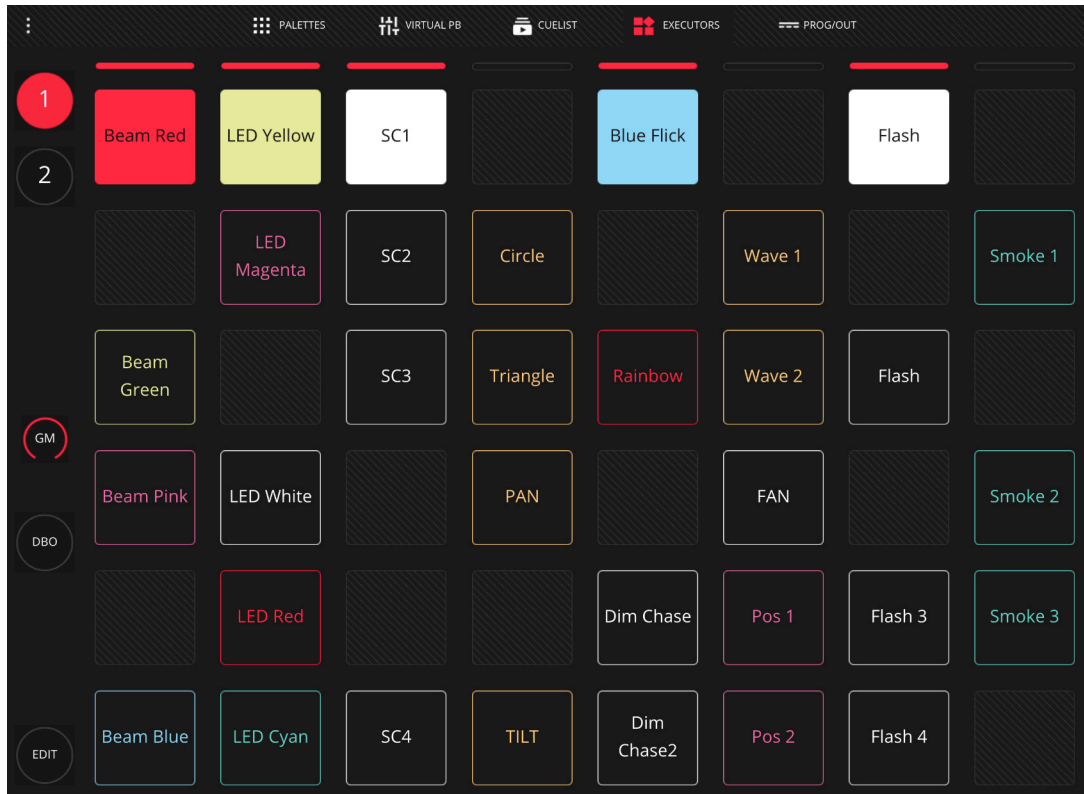 PALETTES
VIRTUAL PB
CUELIST
EXECUTORS
PROG/OUT
1
2
GM
DBO
EDIT
Beam Red
LED Yellow
SC1
Blue Flick
Flash
LED
Magenta
SC2
Circle
Wave 1
Smoke 1
Beam
Green
SC3
Triangle
Rainbow
Wave 2
Flash
Beam Pink
LED White
PAN
FAN
Smoke 2
LED Red
Dim Chase
Pos 1
Flash 3
Smoke 3
Beam Blue
LED Cyan
SC4
TILT
Dim
Chase2
Pos 2
Flash 4